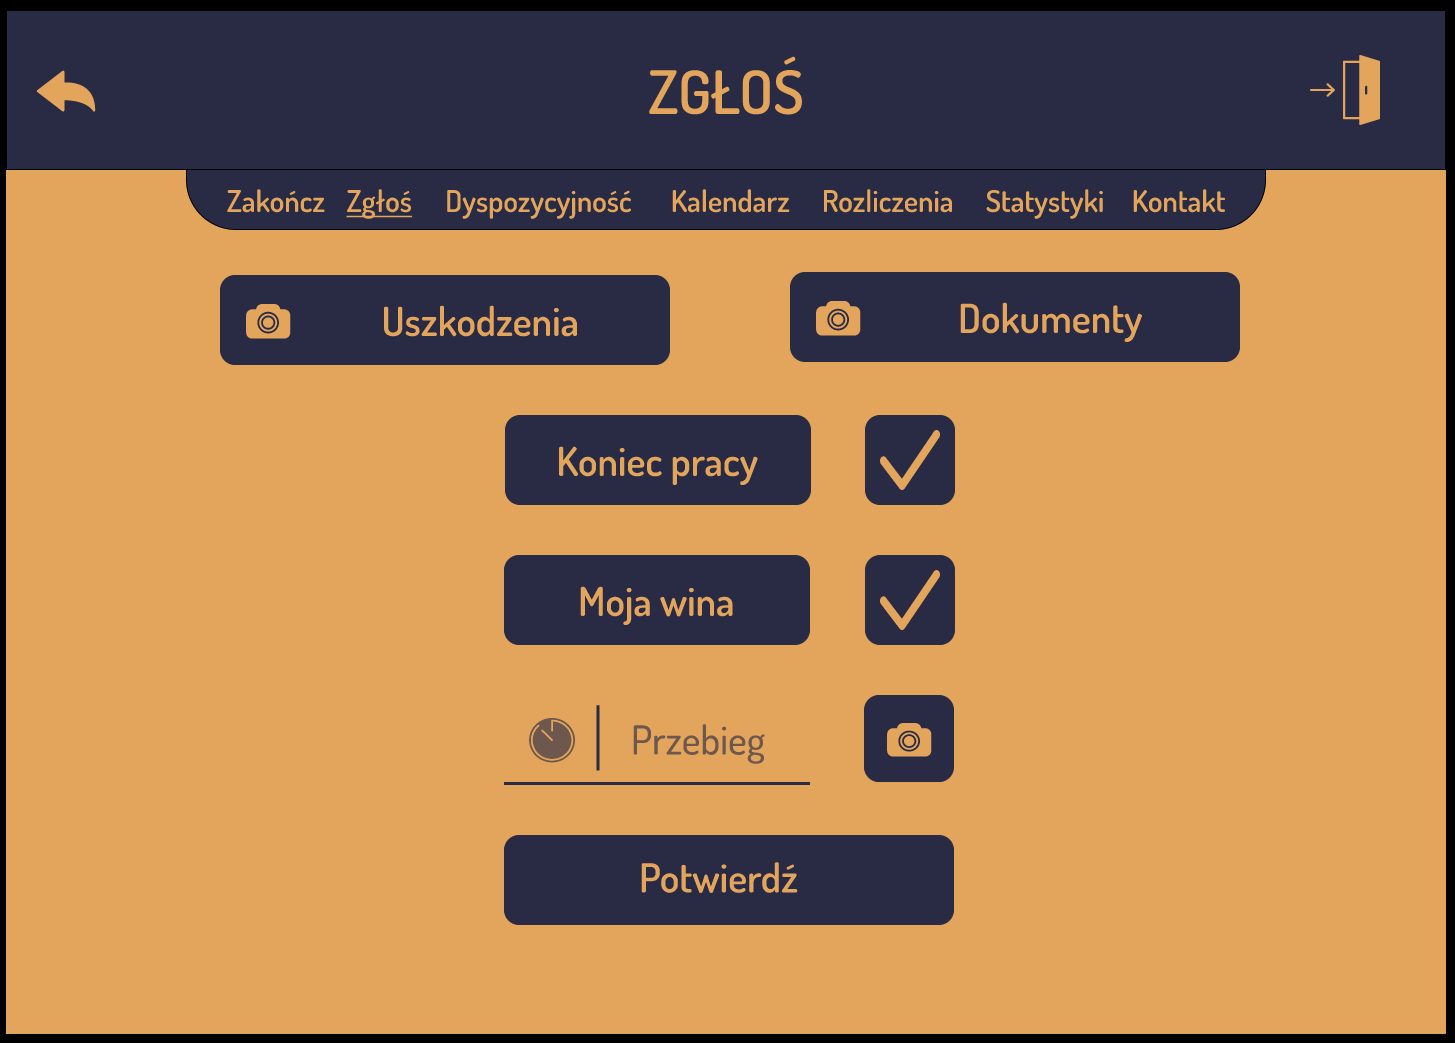 ZGŁOŚ
Zakończ Zgłoś Dyspozycyjność Kalendarz Rozliczenia Statystyki Kontakt
Uszkodzenia Dokumenty
Koniec pracy
Moja wina
Przebieg
Potwierdź